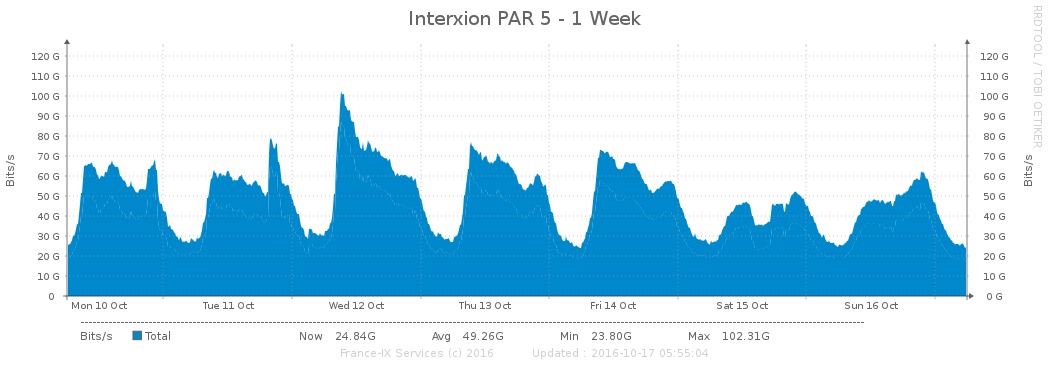 Interxion PAR 5 - 1 Week
RRDTOOL / TOBI OETIKER
Bits/s
120 G
110 G
100 G
90 G
80 G
70 G
60 G
50 G
40 G
30 G
20 G
10 G
0
120 G
110 G
100 G
90 G
80 G
70 G
60 G
50 G
40 G
30 G
20 G
10 G
0 G
Bits/s
Mon 10 Oct Tue 11 Oct Wed 12 Oct Thu 13 Oct Fri 14 Oct Sat 15 Oct Sun 16 Oct
Bits/s Total Now 24.84G Avg 49.26G Min 23.80G Max 102.31G
France-IX Services (c) 2016 Updated : 2016-10-17 05:55:04